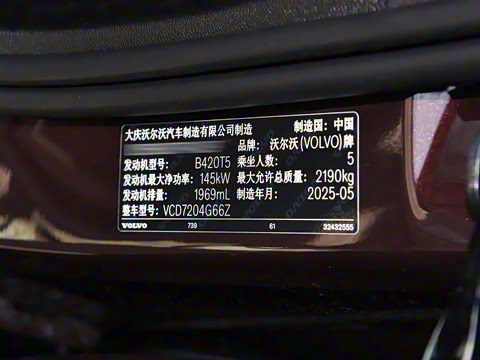 大庆沃尔沃汽车制造有限公司制造 制造国：中国
品牌：沃尔沃(VOLVO)牌
发动机型号： B420T5 乘坐人数： 5
发动机最大净功率：145kW 最大允许总质量：2190kg
发动机排量： 1969mL 制造年月： 2025-05
整车型号：VCD7204G66Z
VOLVO 739 61 32432555